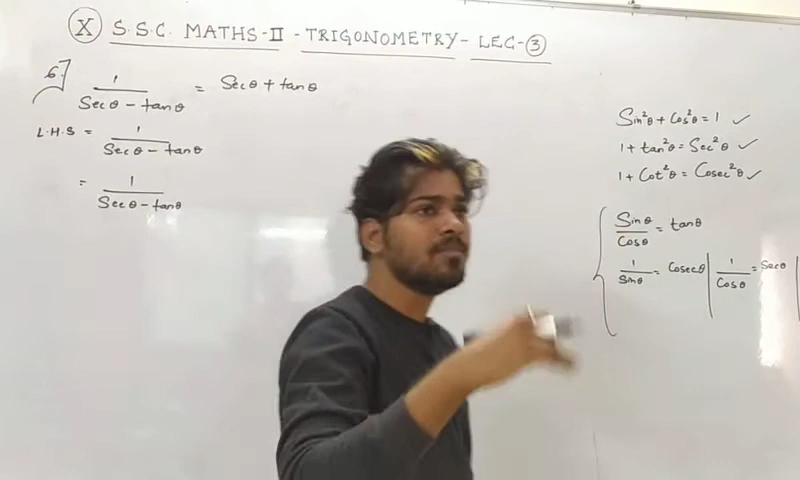 X S.S.C. MATHS-II - TRIGONOMETRY - LEC-3
6.] 1/(Secθ - tanθ) = Secθ + tanθ
L.H.S = 1/(Secθ - tanθ)
= 1/(Secθ - tanθ)
Sin²θ + Cos²θ = 1 ✓
1 + tan²θ = Sec²θ ✓
1 + Cot²θ = Cosec²θ ✓
Sinθ/Cosθ = tanθ
1/Sinθ = Cosecθ | 1/Cosθ = Secθ